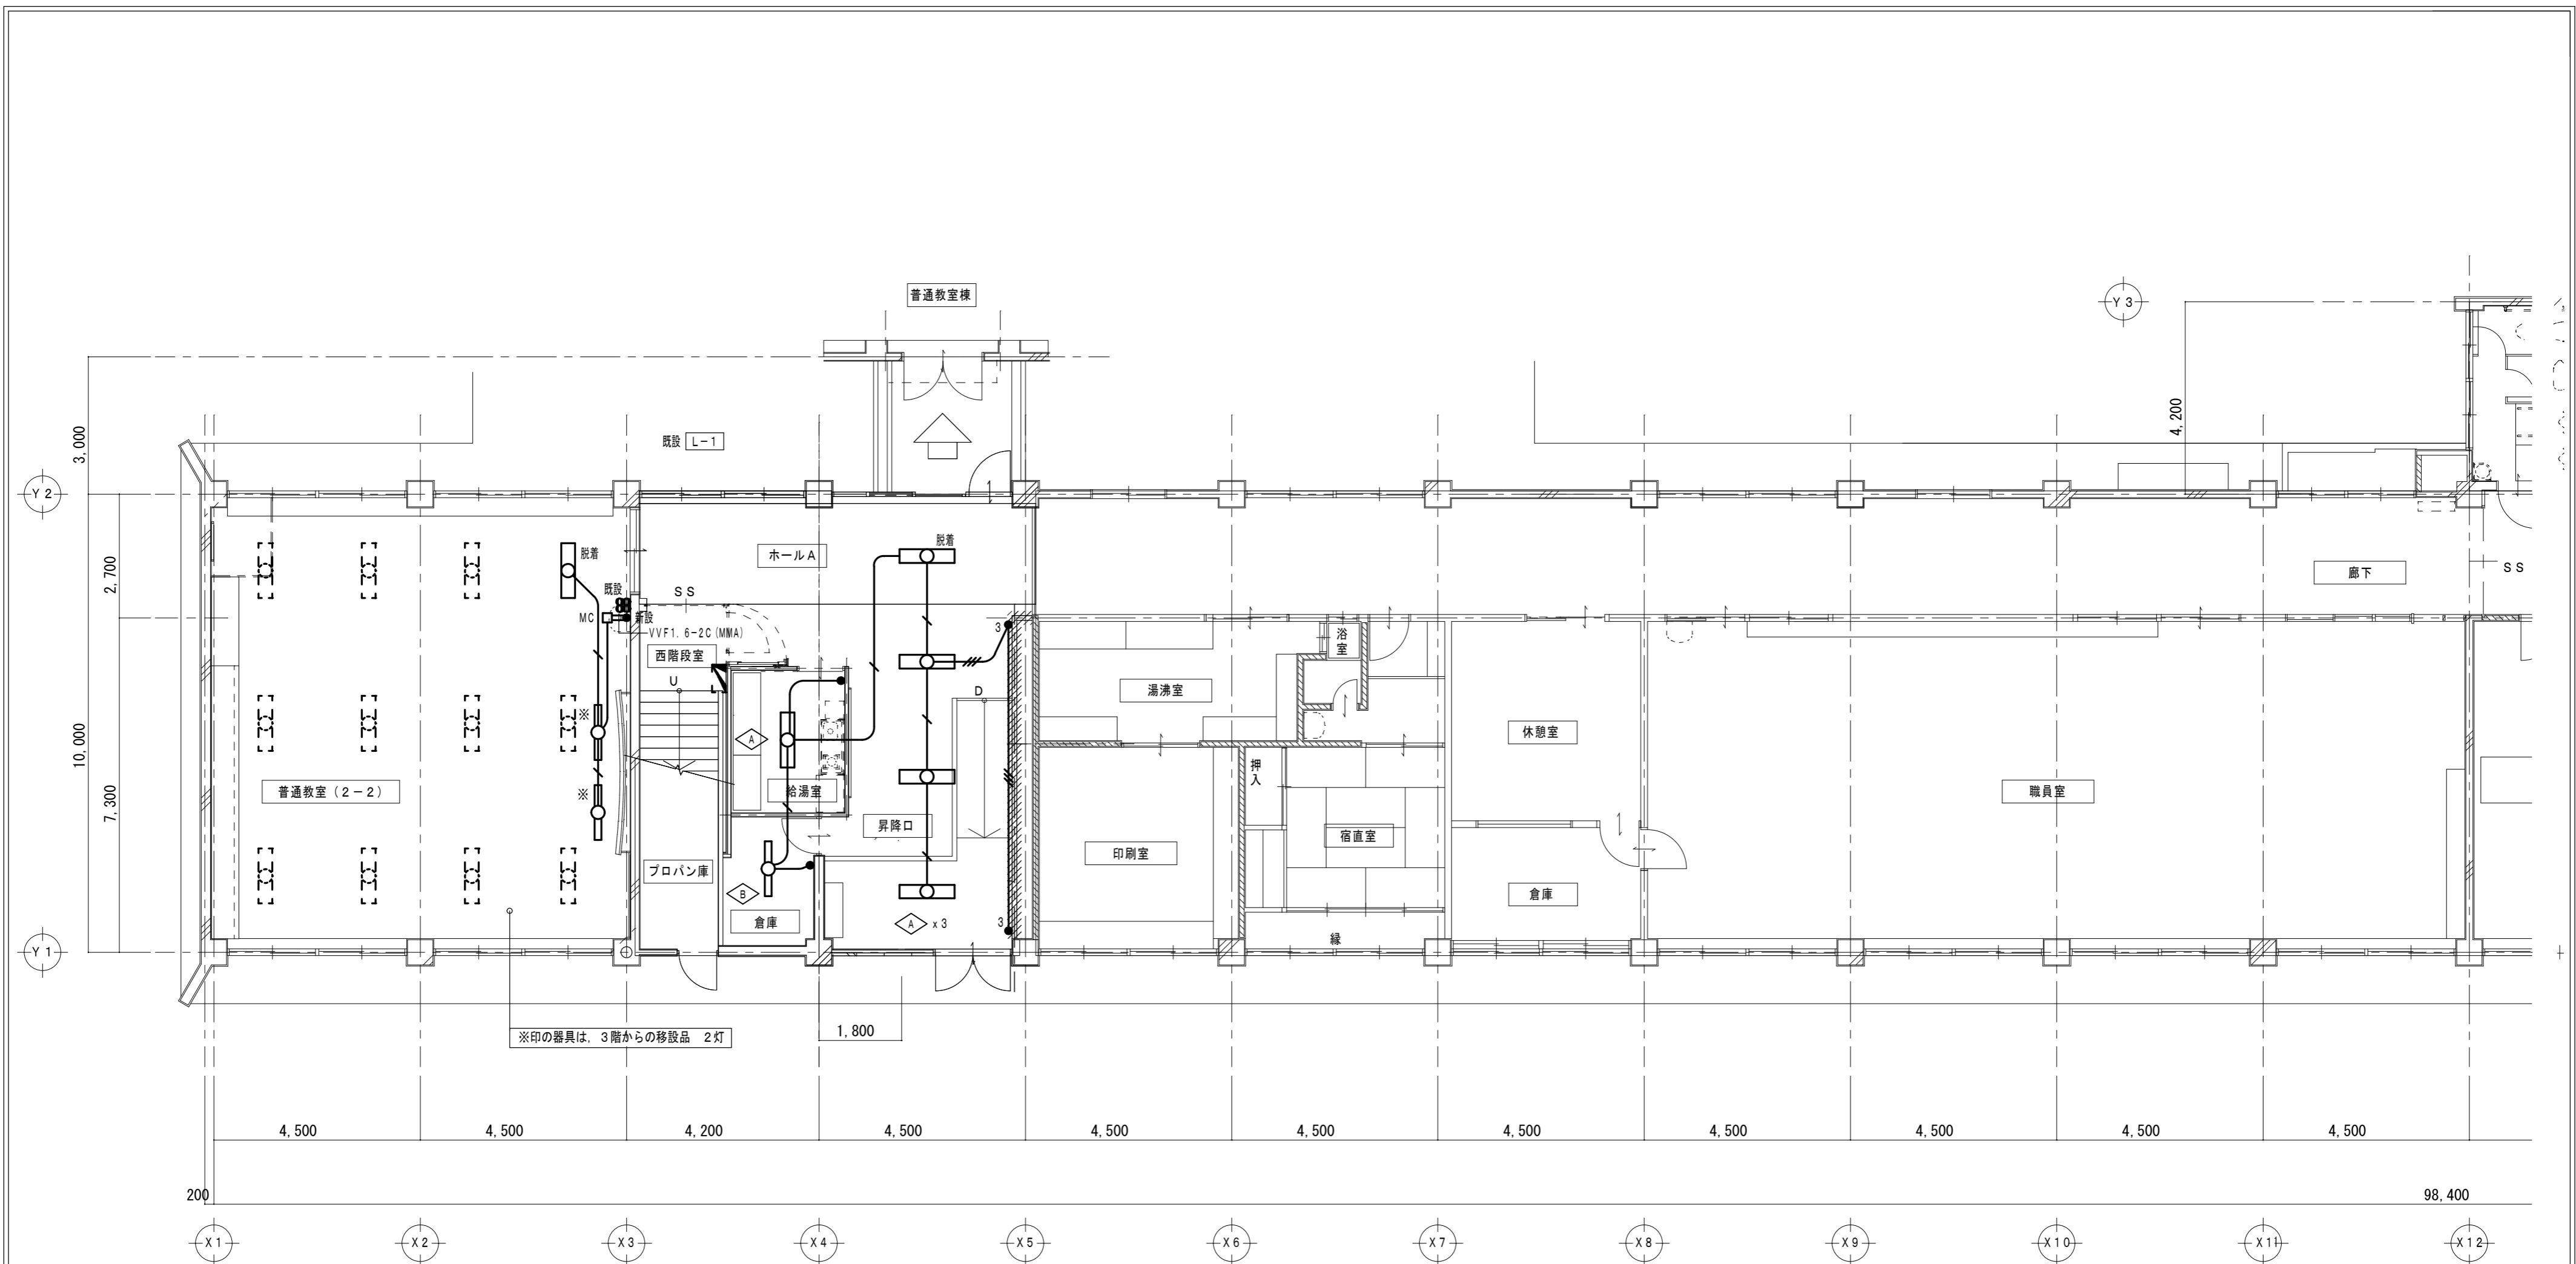 普通教室棟
Y 3
3,000
4,200
既設 L-1
Y 2
脱着
ホールA
脱着
2,700
既設
S S
廊下
S S
MC
新設
3
VVF1.6-2C(MMA)
西階段室
浴室
U
D
湯沸室
※
A
休憩室
10,000
7,300
普通教室(2-2)
※
給湯室
押入
職員室
昇降口
宿直室
印刷室
プロパン庫
B
倉庫
倉庫
A x3
3
縁
Y 1
※印の器具は, 3階からの移設品 2灯
1,800
4,500
4,500
4,200
4,500
4,500
4,500
4,500
4,500
4,500
4,500
4,500
200
98,400
X1
X2
X3
X4
X5
X6
X7
X8
X9
X10
X11
X12